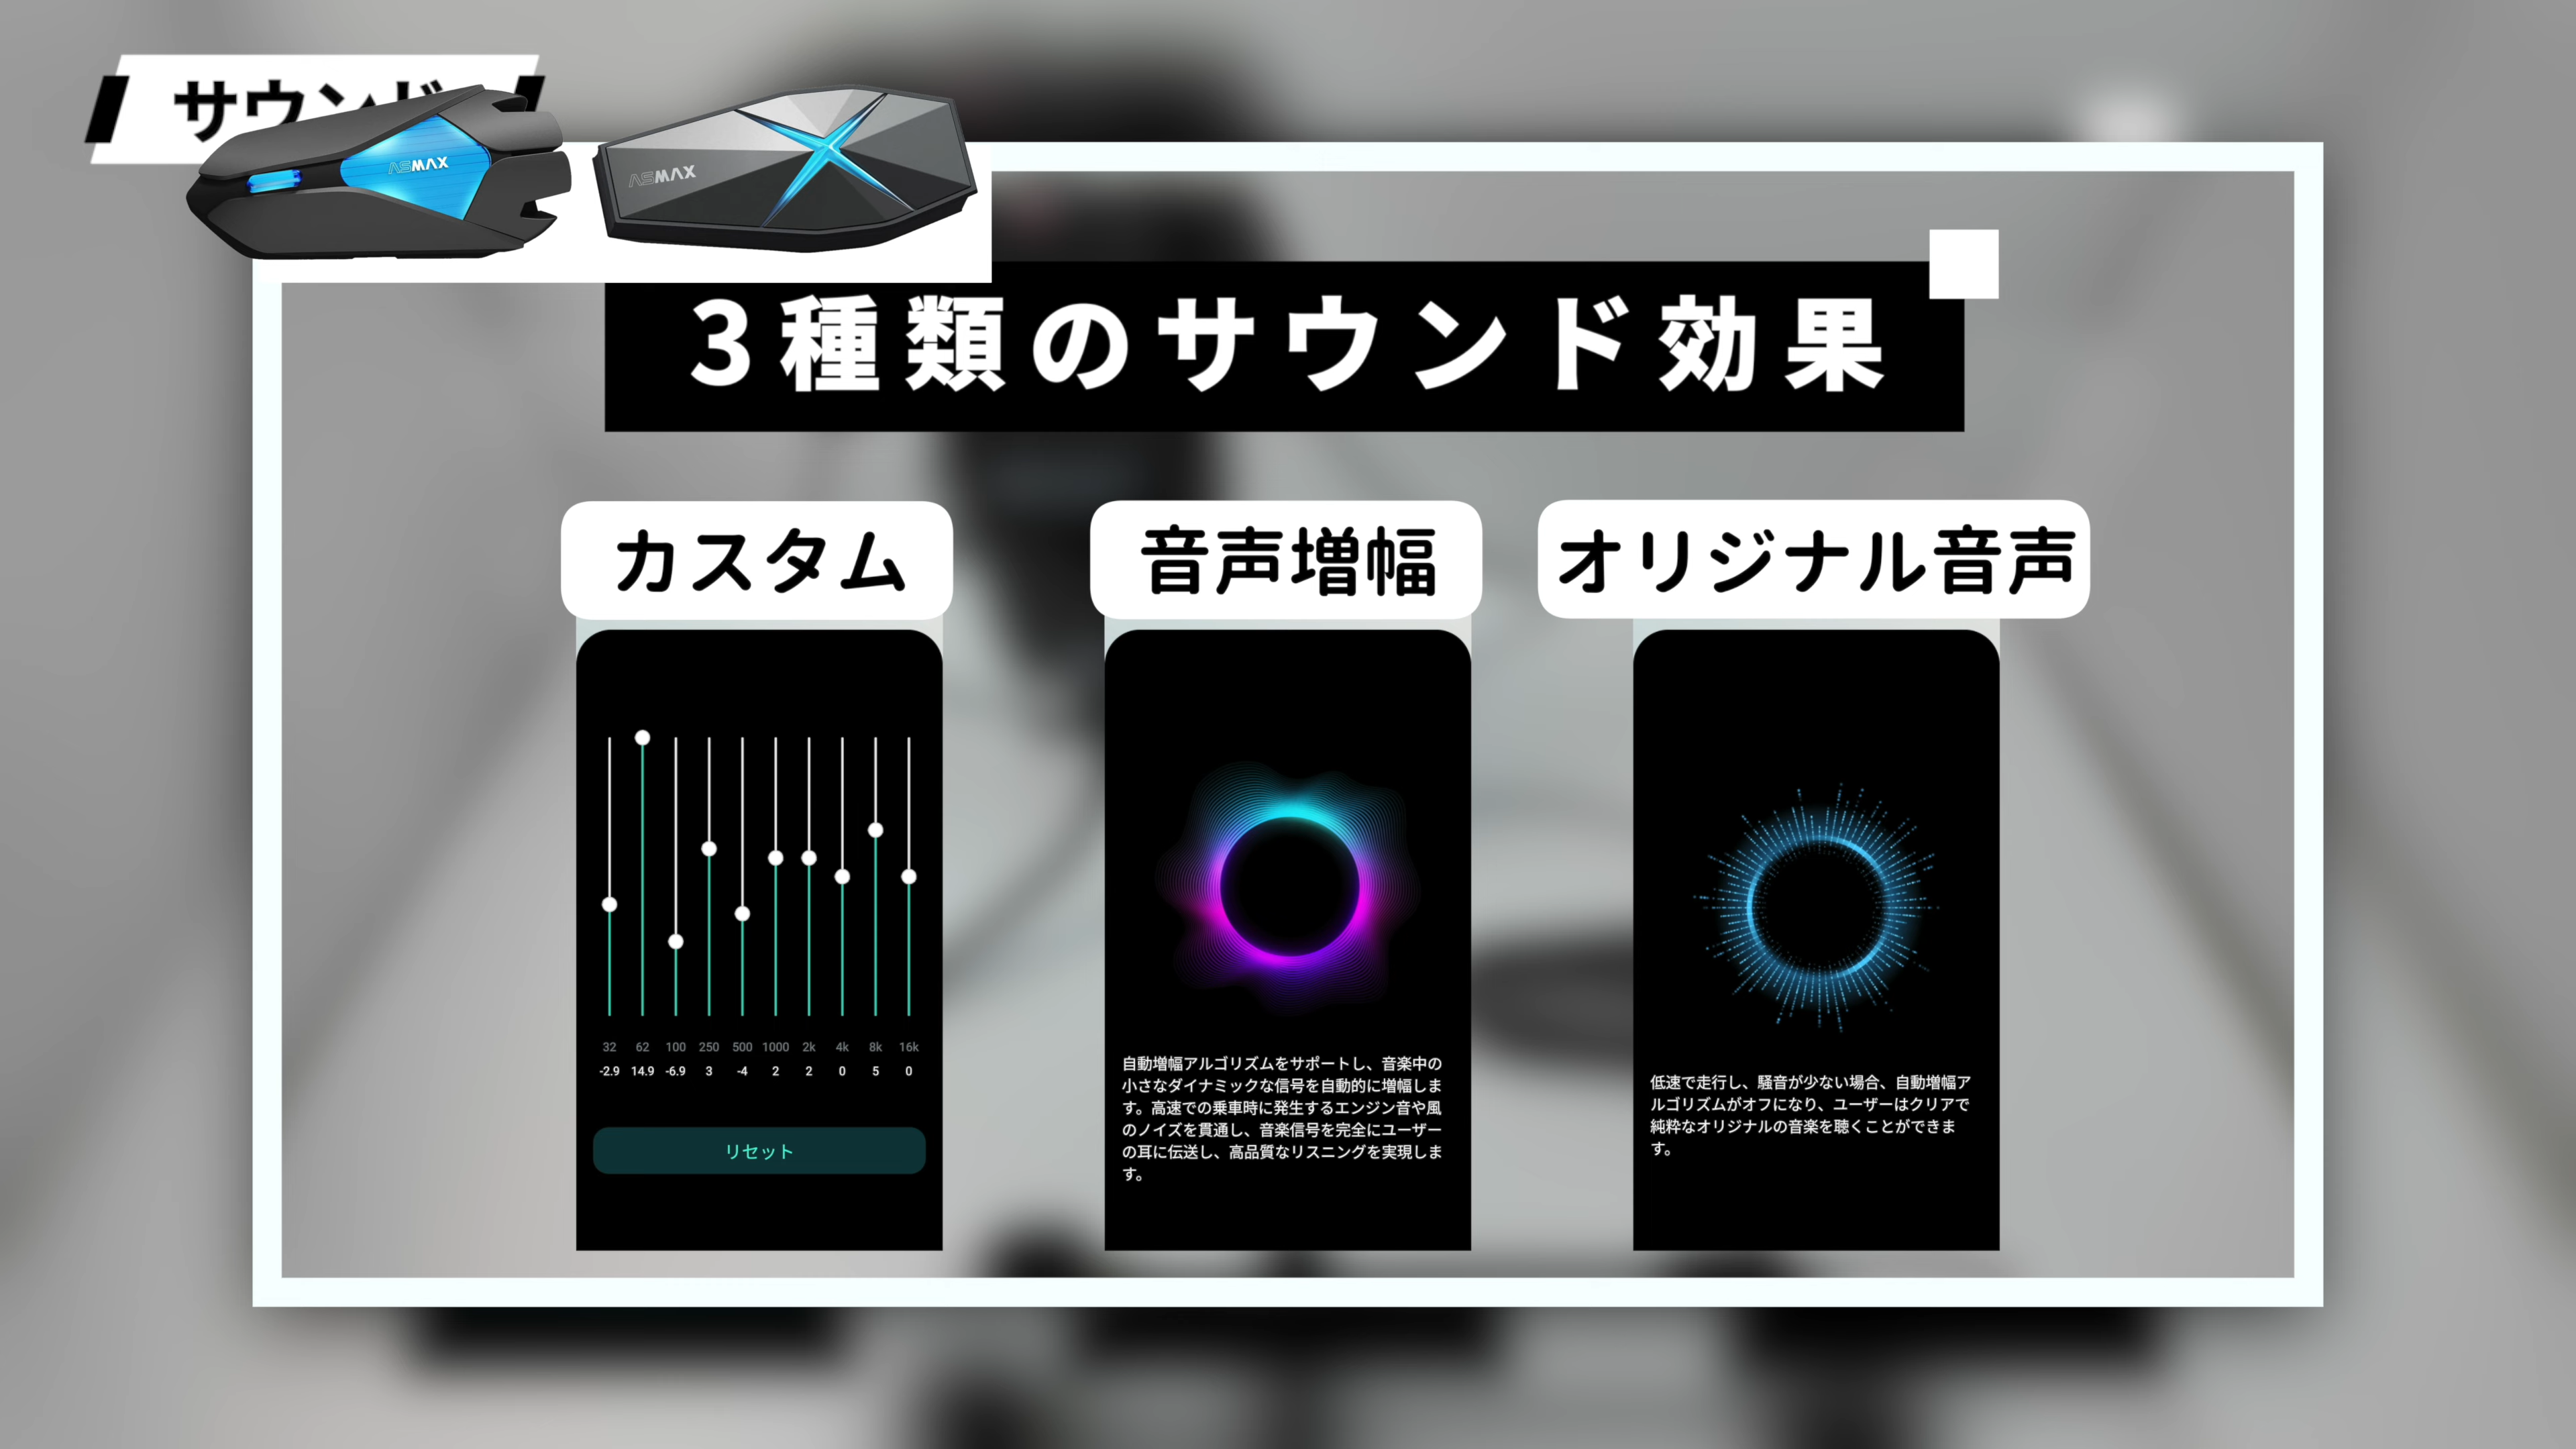 サウンド
ASMAX
ASMAX
3種類のサウンド効果
カスタム
音声増幅
オリジナル音声
32 62 100 250 500 1000 2k 4k 8k 16k
-2.9 14.9 -6.9 3 -4 2 2 0 5 0
リセット
自動増幅アルゴリズムをサポートし、音楽中の
小さなダイナミックな信号を自動的に増幅しま
す。高速での乗車時に発生するエンジン音や風
のノイズを貫通し、音楽信号を完全にユーザー
の耳に伝送し、高品質なリスニングを実現しま
す。
低速で走行し、騒音が少ない場合、自動増幅ア
ルゴリズムがオフになり、ユーザーはクリアで
純粋なオリジナルの音楽を聴くことができま
す。